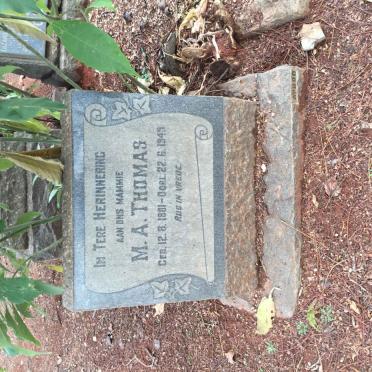 IN TERE HERINNERING
AAN ONS MAMMIE
M.A. THOMAS
GEB. 12.8.1881-OORL. 22.6.1949
RUS IN VREDE.